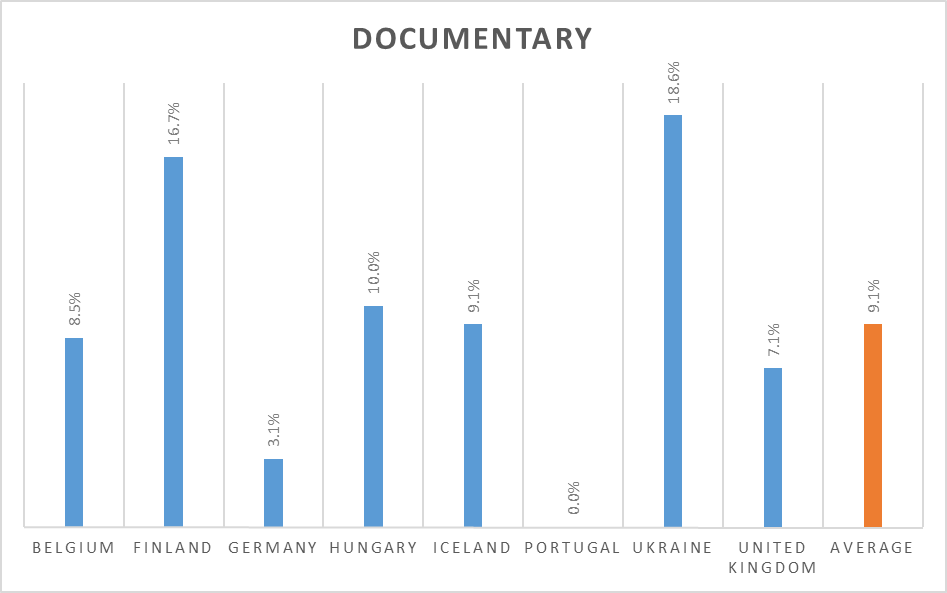 DOCUMENTARY
8.5%
16.7%
3.1%
10.0%
9.1%
0.0%
18.6%
7.1%
9.1%
BELGIUM
FINLAND
GERMANY
HUNGARY
ICELAND
PORTUGAL
UKRAINE
UNITED
KINGDOM
AVERAGE